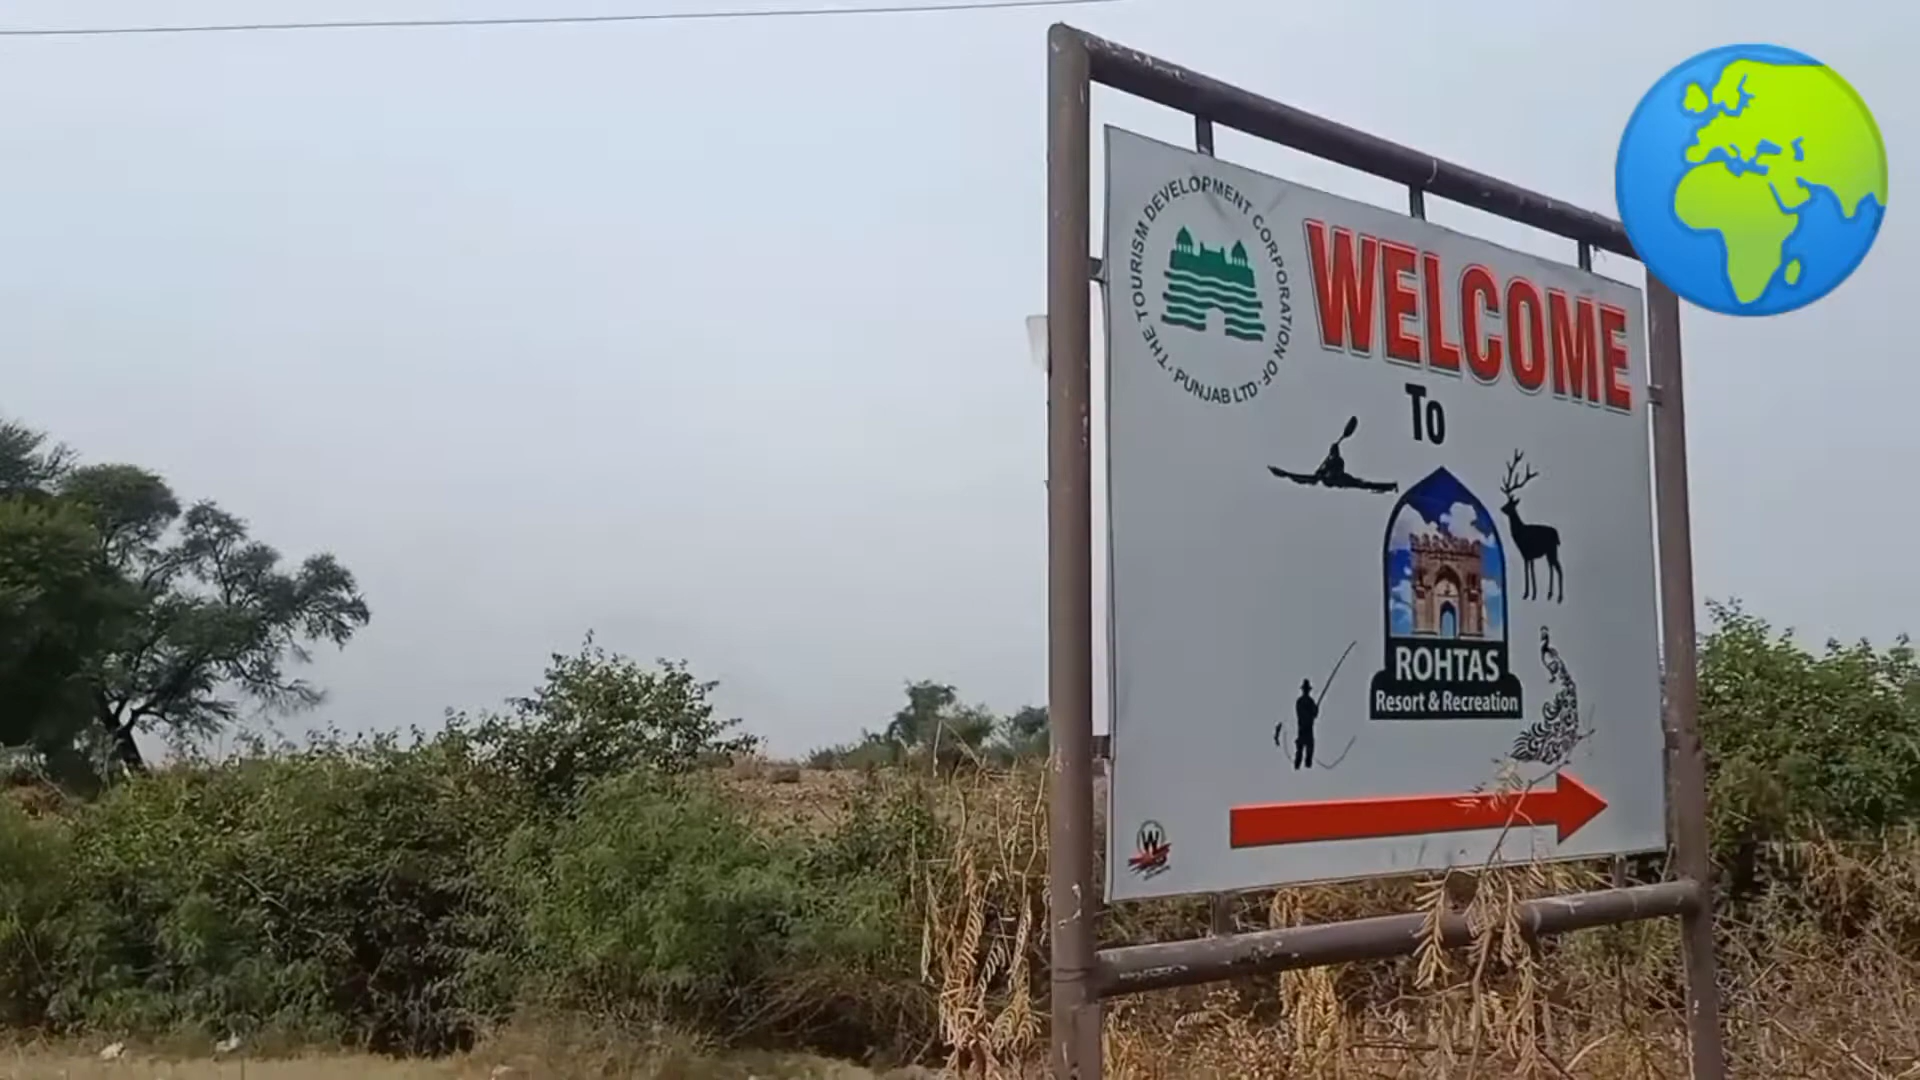 THE TOURISM DEVELOPMENT CORPORATION OF
· PUNJAB LTD ·
WELCOME
To
ROHTAS
Resort & Recreation
W